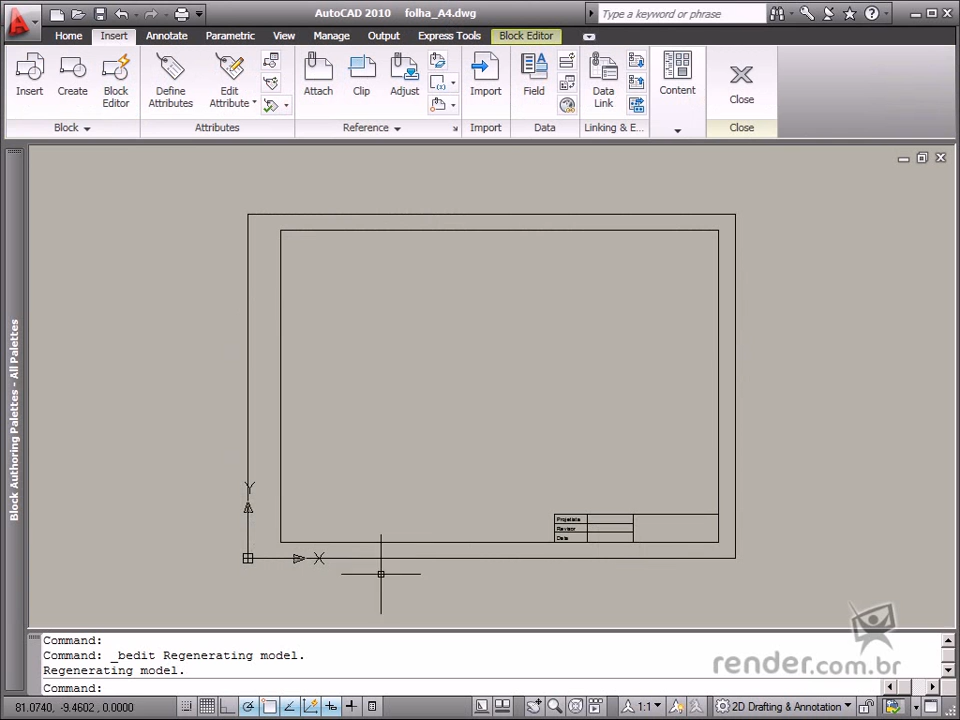 AutoCAD 2010 folha_A4.dwg
Type a keyword or phrase
Home Insert Annotate Parametric View Manage Output Express Tools Block Editor
Insert Create Block Editor
Define Attributes Edit Attribute
Attach Clip Adjust
Import
Field
Data Link
Content
Close
Block Attributes Reference Import Data Linking & E... Close
Block Authoring Palettes - All Palettes
Y
X
Projetista
Revisor
Data
Command:
Command: _bedit Regenerating model.
Regenerating model.
Command:
render.com.br
81.0740, -9.4602 , 0.0000
1:1
2D Drafting & Annotation